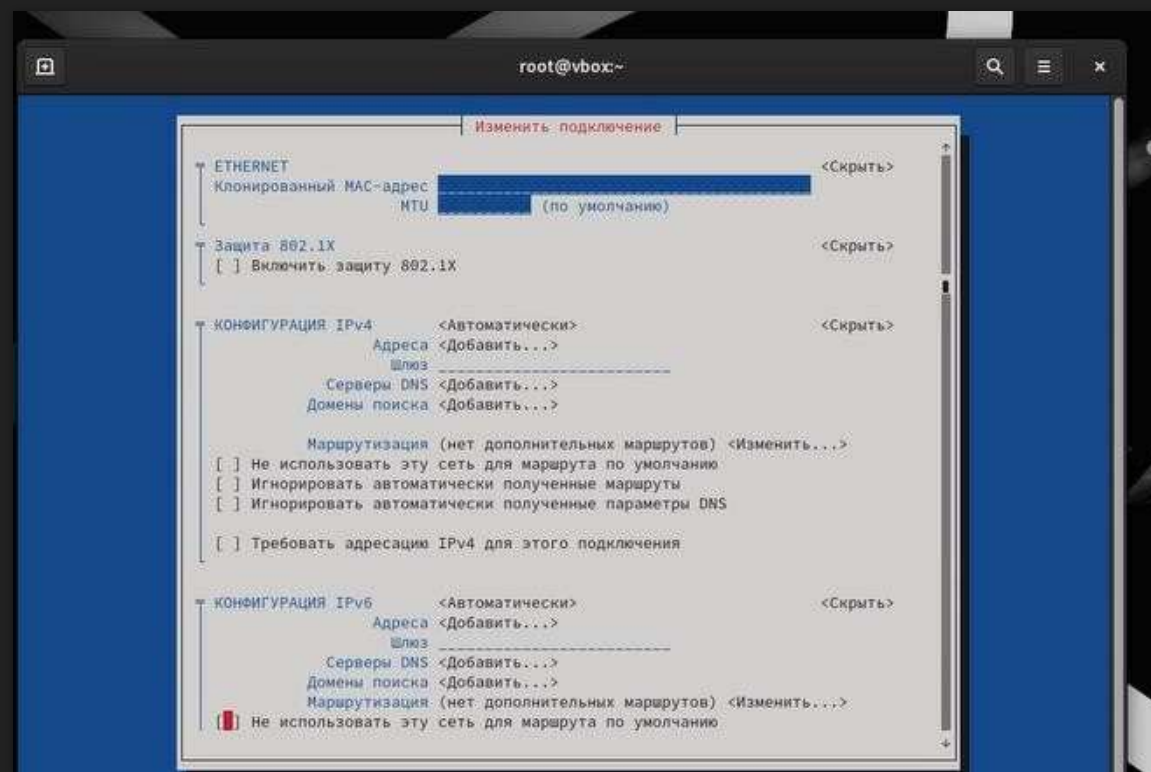 root@vbox:~
Изменить подключение
ETHERNET <Скрыть>
Клонированный MAC-адрес
MTU (по умолчанию)
Защита 802.1X <Скрыть>
[ ] Включить защиту 802.1X
КОНФИГУРАЦИЯ IPv4 <Автоматически> <Скрыть>
Адреса <Добавить...>
Шлюз
Серверы DNS <Добавить...>
Домены поиска <Добавить...>
Маршрутизация (нет дополнительных маршрутов) <Изменить...>
[ ] Не использовать эту сеть для маршрута по умолчанию
[ ] Игнорировать автоматически полученные маршруты
[ ] Игнорировать автоматически полученные параметры DNS
[ ] Требовать адресацию IPv4 для этого подключения
КОНФИГУРАЦИЯ IPv6 <Автоматически> <Скрыть>
Адреса <Добавить...>
Шлюз
Серверы DNS <Добавить...>
Домены поиска <Добавить...>
Маршрутизация (нет дополнительных маршрутов) <Изменить...>
[ ] Не использовать эту сеть для маршрута по умолчанию